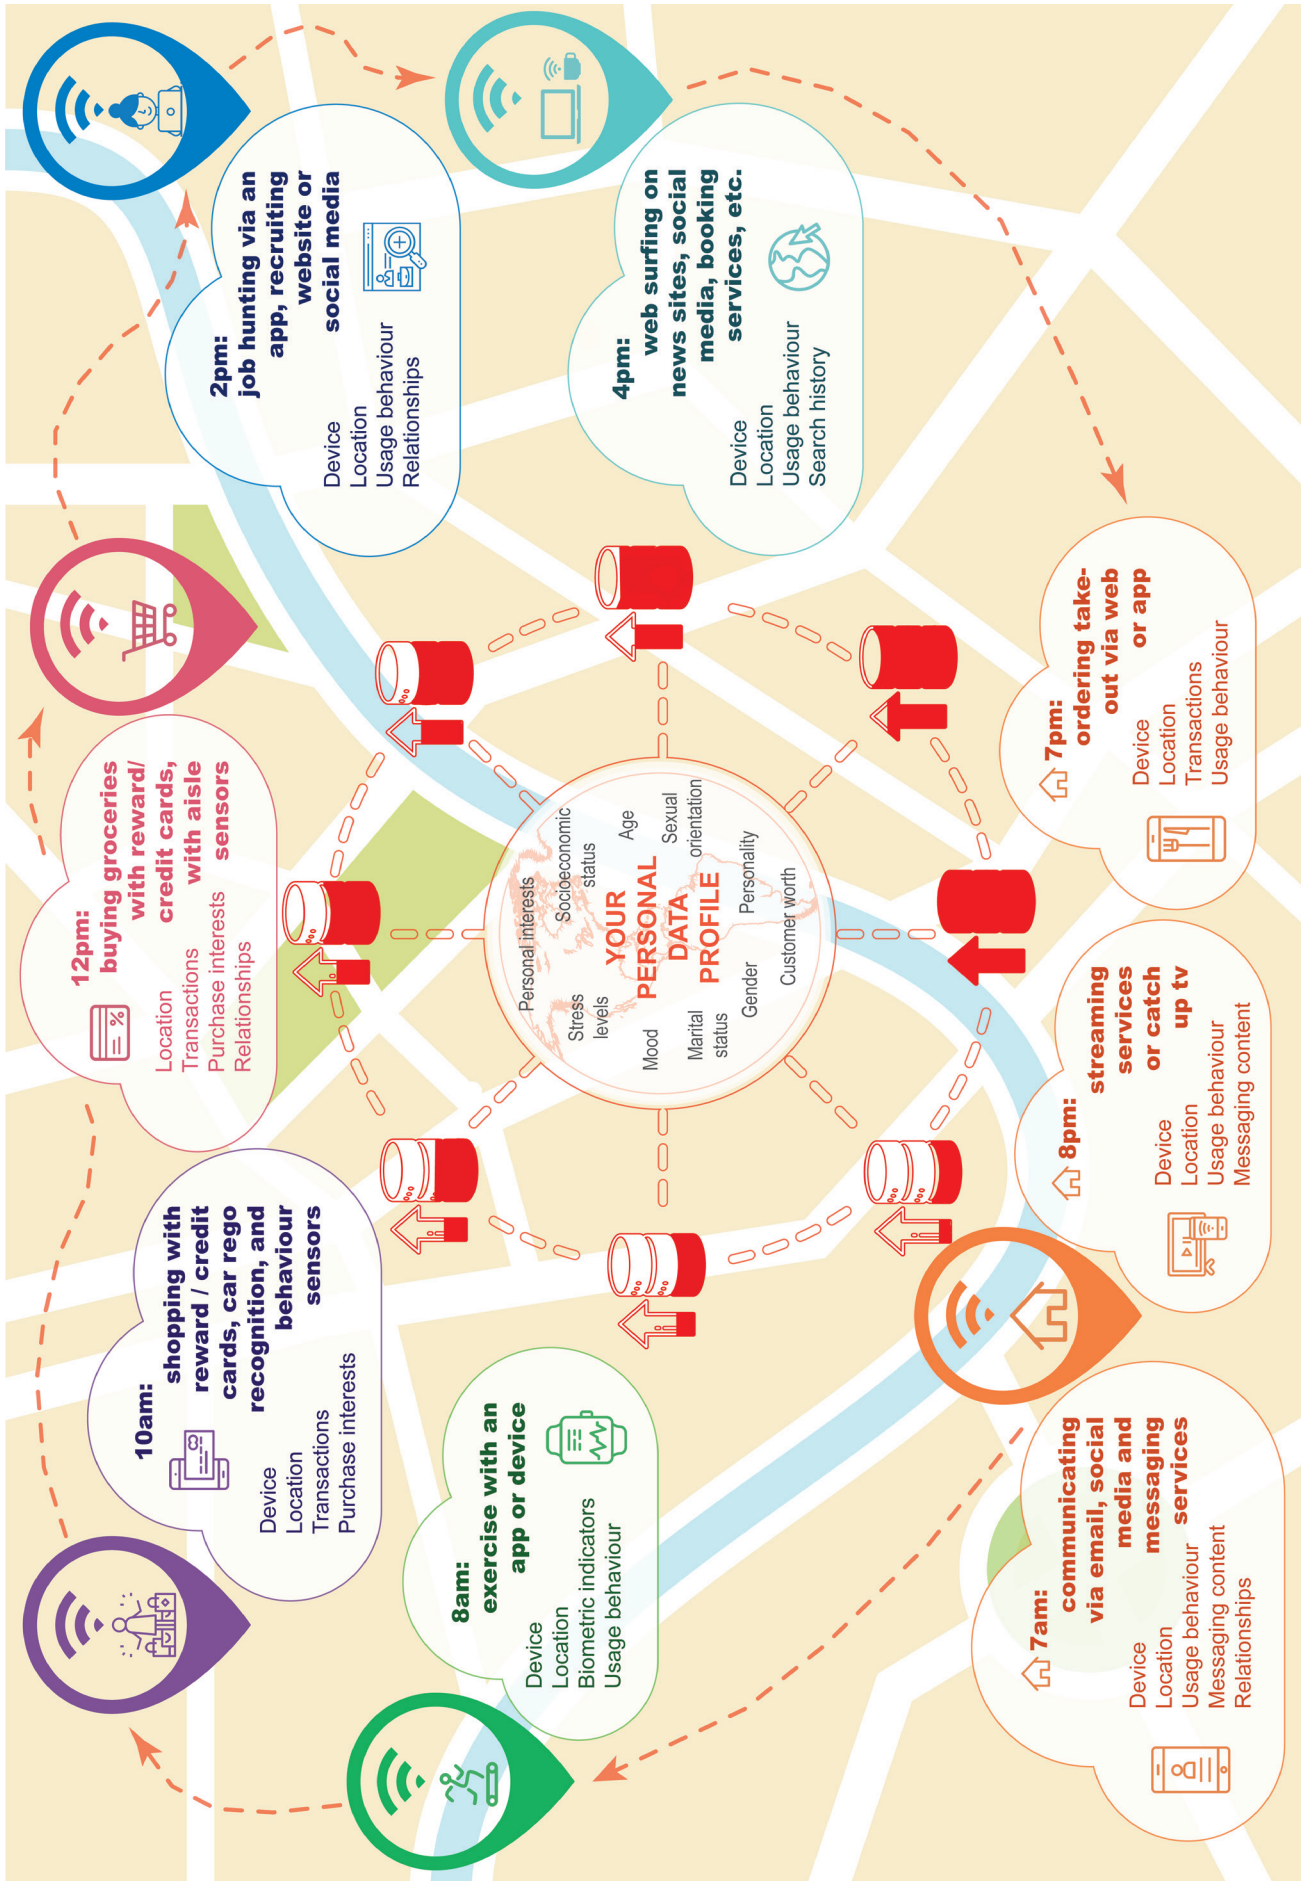 7am:
communicating
via email, social
media and
messaging
services
Device
Location
Usage behaviour
Messaging content
Relationships
8am:
exercise with an
app or device
Device
Location
Biometric indicators
Usage behaviour
10am:
shopping with
reward / credit
cards, car rego
recognition, and
behaviour
sensors
Device
Location
Transactions
Purchase interests
12pm:
buying groceries
with reward/
credit cards,
with aisle
sensors
%
Location
Transactions
Purchase interests
Relationships
2pm:
job hunting via an
app, recruiting
website or
social media
Device
Location
Usage behaviour
Relationships
4pm:
web surfing on
news sites, social
media, booking
services, etc.
Device
Location
Usage behaviour
Search history
7pm:
ordering take-
out via web
or app
Device
Location
Transactions
Usage behaviour
8pm:
streaming
services
or catch
up tv
Device
Location
Usage behaviour
Messaging content
YOUR
PERSONAL
DATA
PROFILE
Personal interests
Socioeconomic
status
Age
Sexual
orientation
Personality
Customer worth
Gender
Marital
status
Mood
Stress
levels